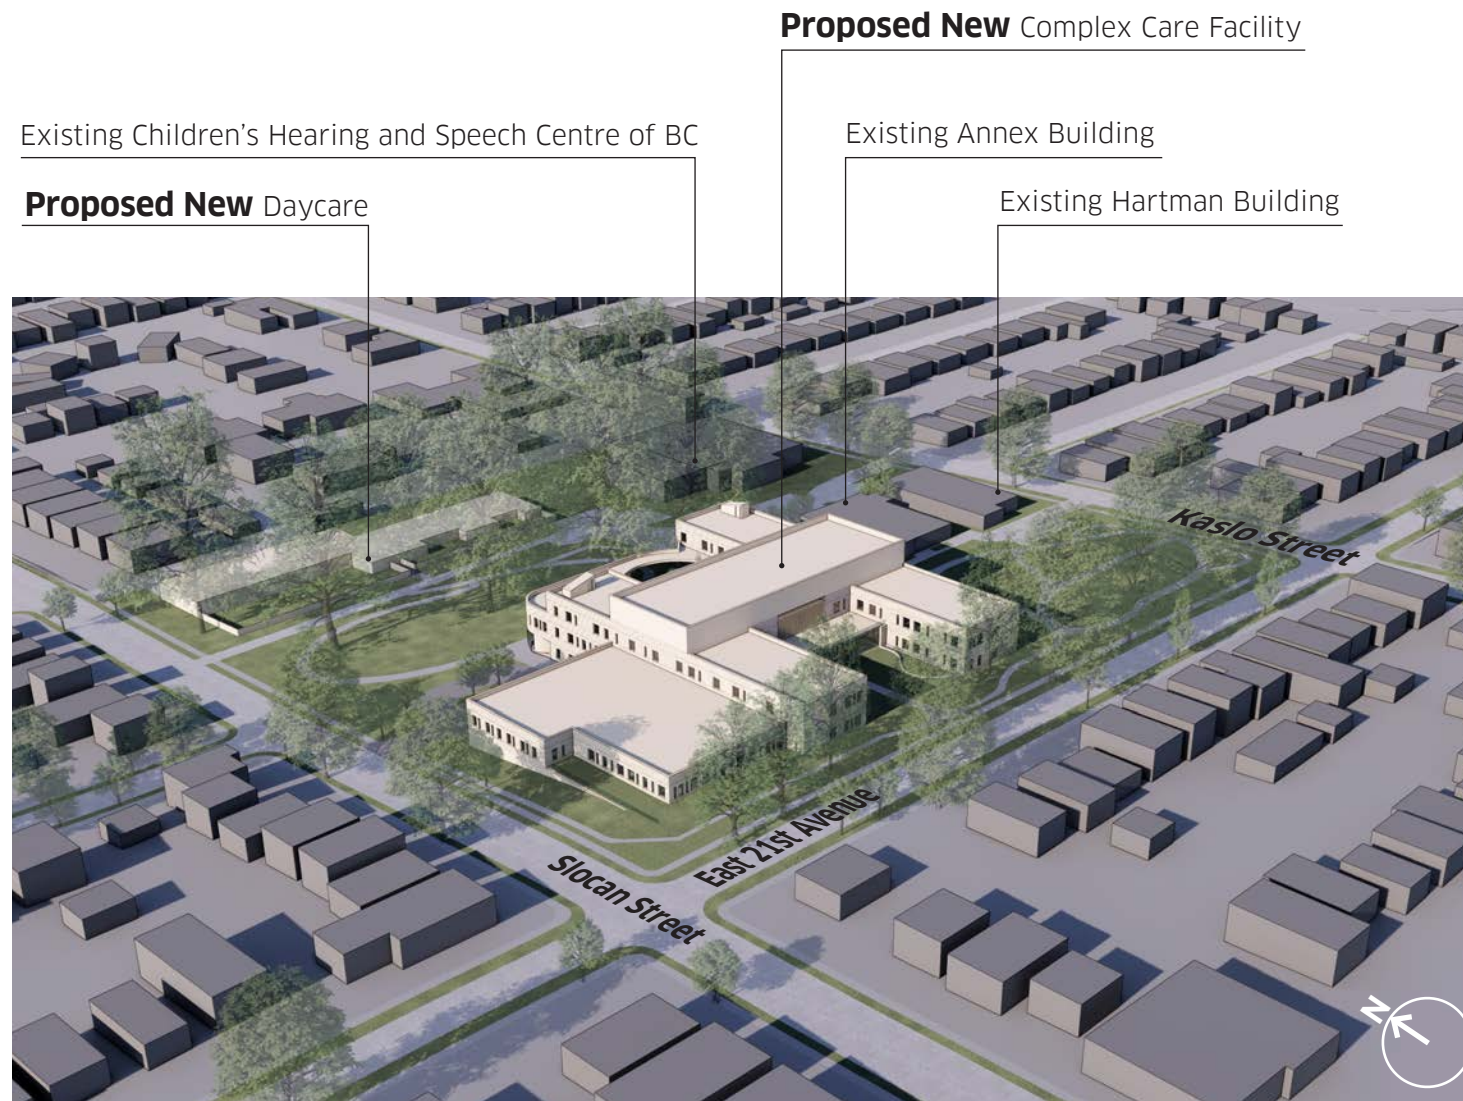 Proposed New Complex Care Facility
Existing Children's Hearing and Speech Centre of BC
Existing Annex Building
Proposed New Daycare
Existing Hartman Building
Kaslo Street
East 21st Avenue
Slocan Street
N